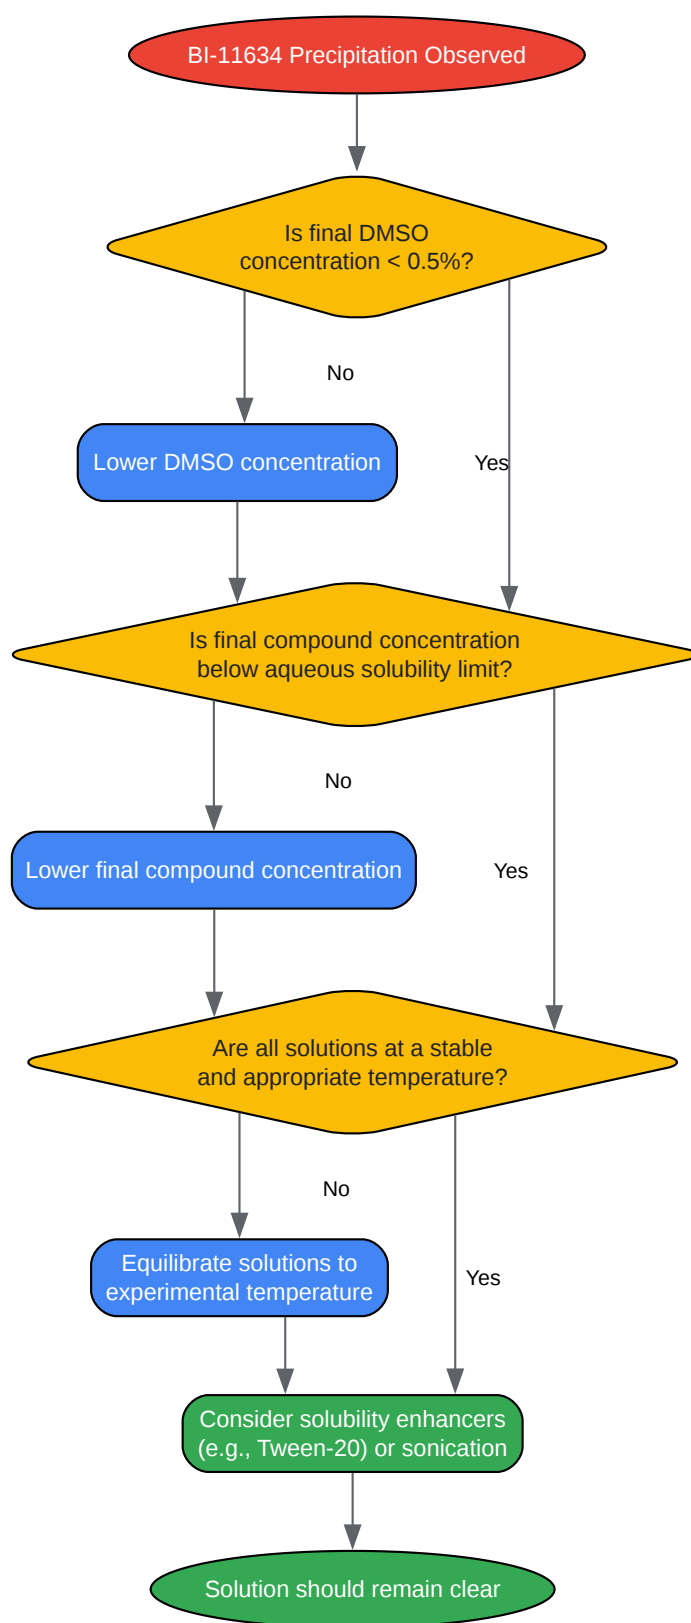 BI-11634 Precipitation Observed
Is final DMSO
concentration < 0.5%?
No
Lower DMSO concentration
Yes
Is final compound concentration
below aqueous solubility limit?
No
Lower final compound concentration
Yes
Are all solutions at a stable
and appropriate temperature?
No
Equilibrate solutions to
experimental temperature
Yes
Consider solubility enhancers
(e.g., Tween-20) or sonication
Solution should remain clear